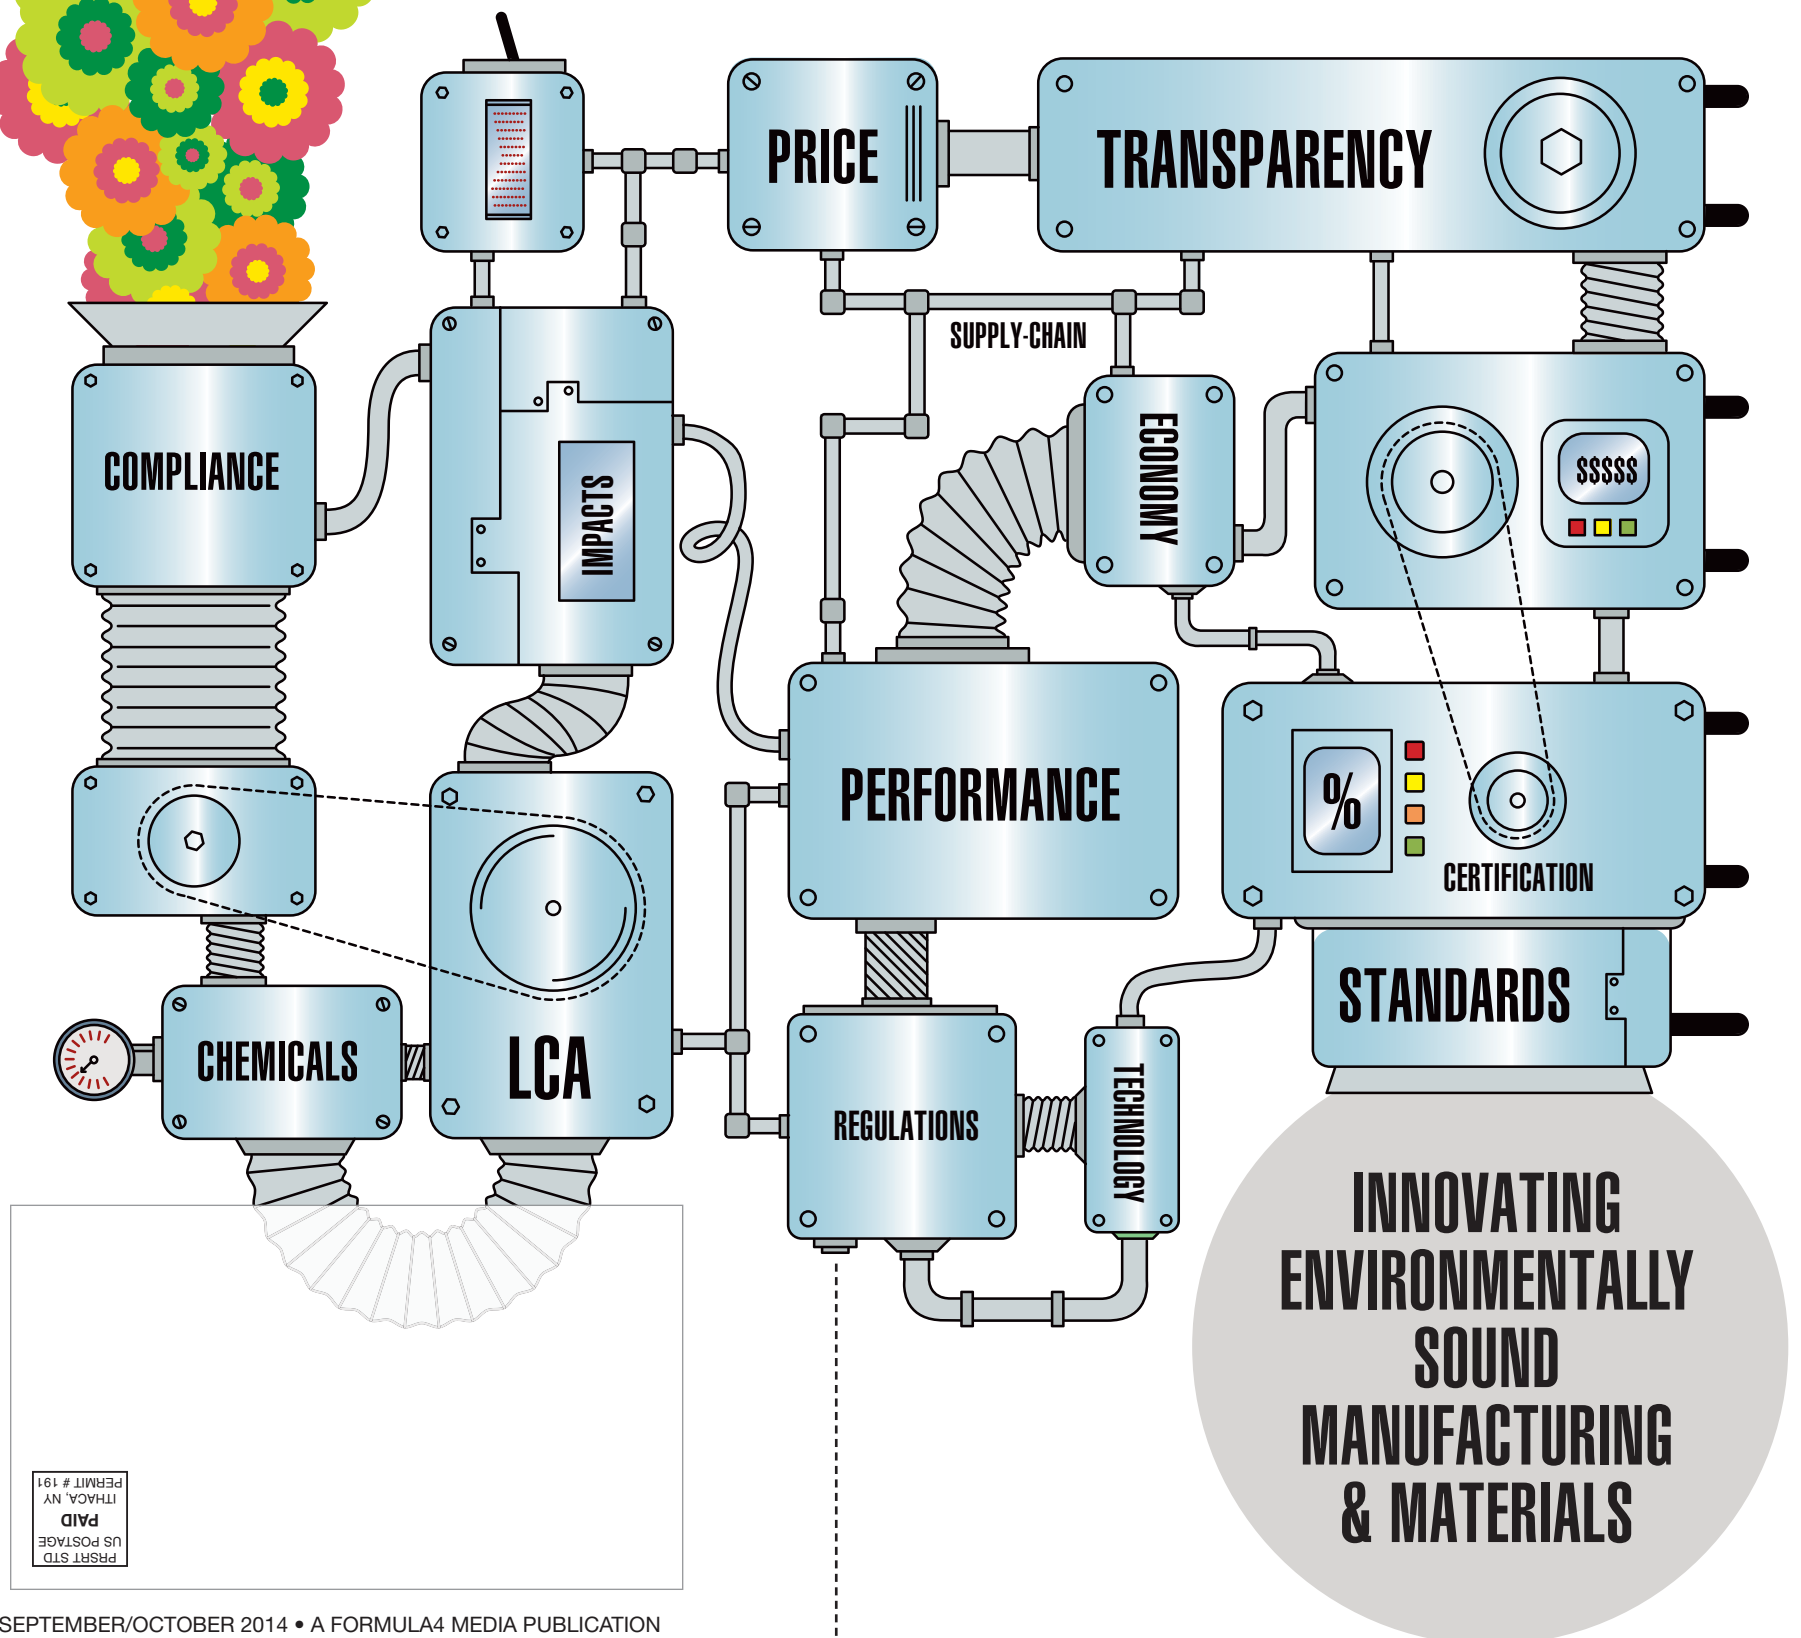 PRICE
TRANSPARENCY
SUPPLY-CHAIN
COMPLIANCE
IMPACTS
ECONOMY
$$$$$
PERFORMANCE
%
CERTIFICATION
STANDARDS
CHEMICALS
LCA
REGULATIONS
TECHNOLOGY
INNOVATING
ENVIRONMENTALLY
SOUND
MANUFACTURING
& MATERIALS
PRSRT STD
US POSTAGE
PAID
ITHACA, NY
PERMIT # 191
SEPTEMBER/OCTOBER 2014 • A FORMULA4 MEDIA PUBLICATION